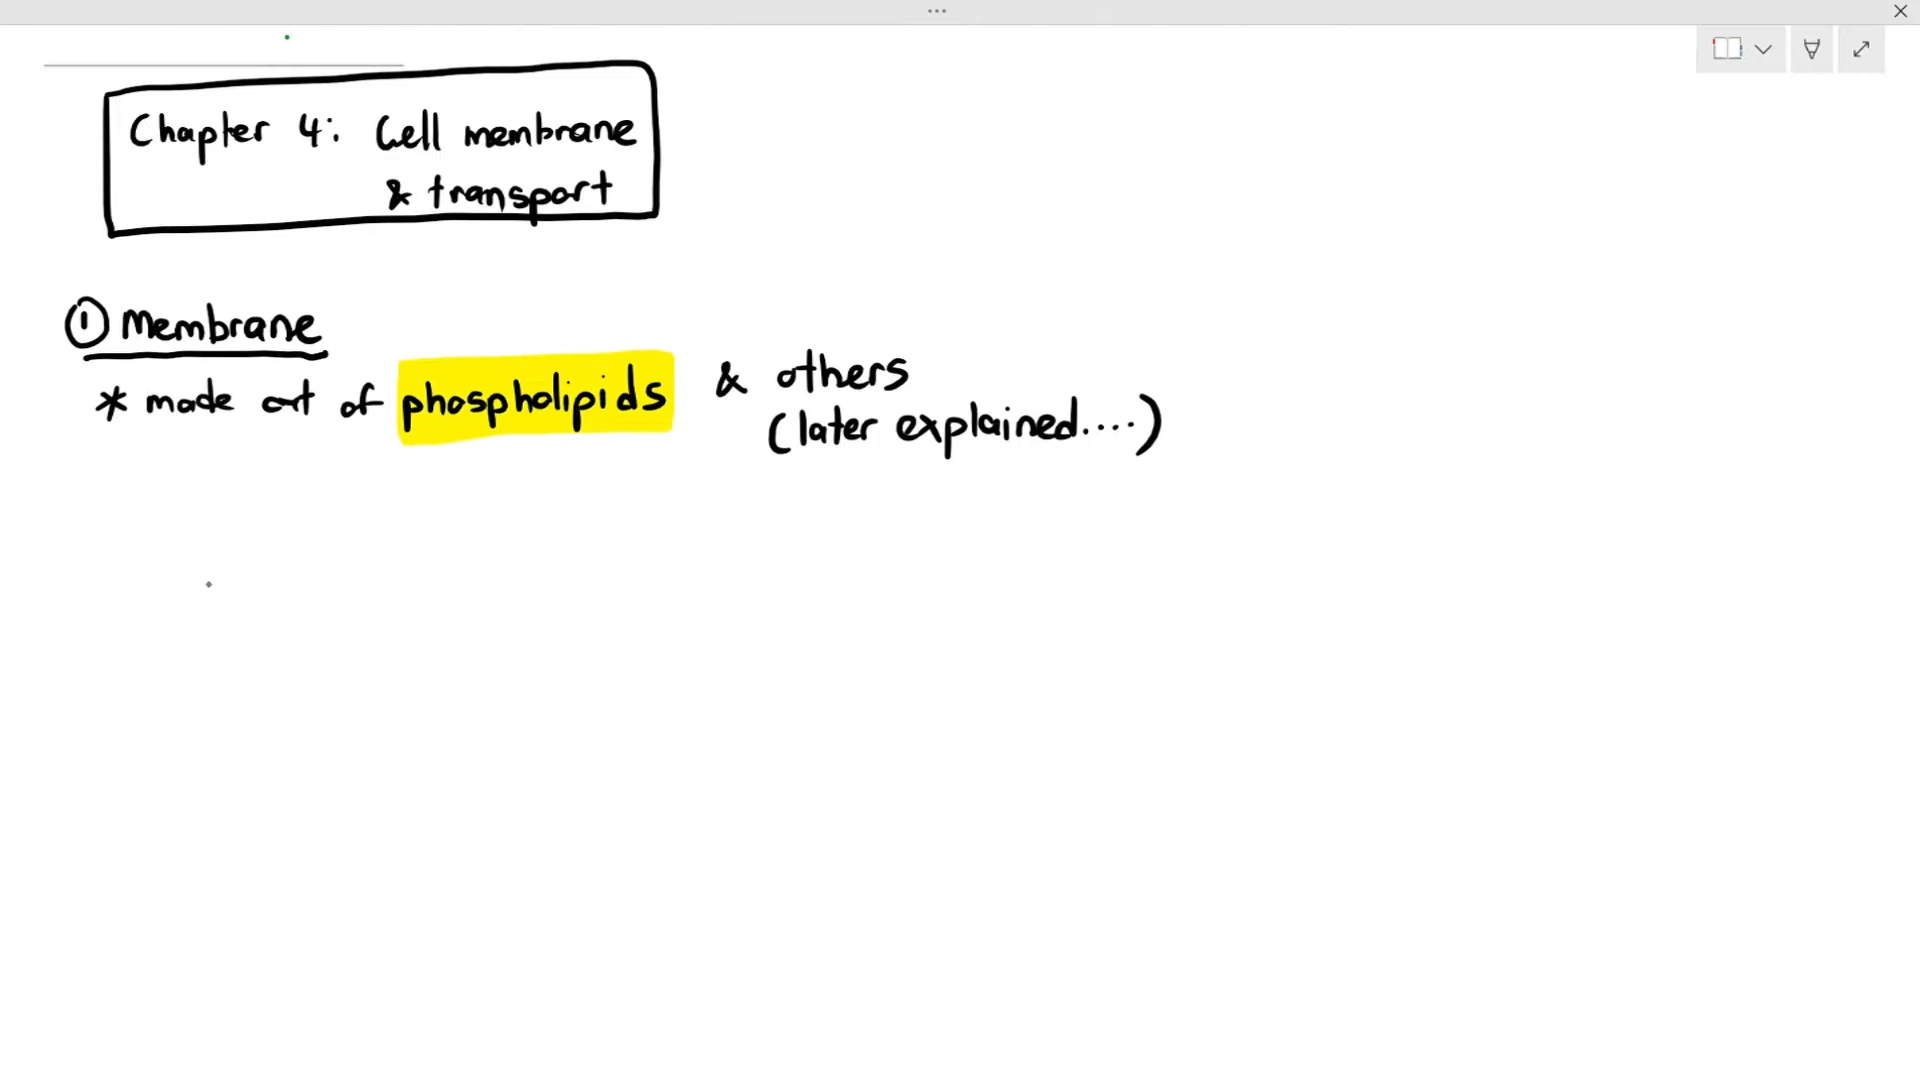 Chapter 4: Cell membrane
& transport
① Membrane
* made out of phospholipids & others
(later explained....)